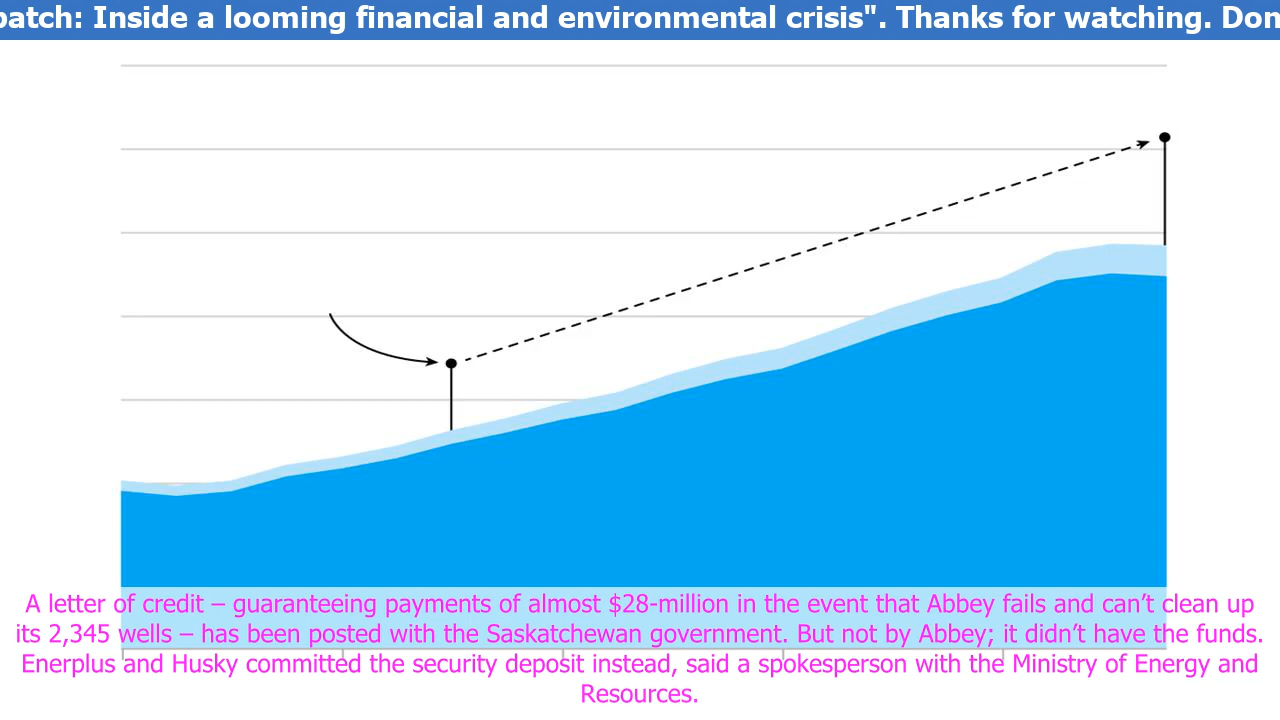 patch: Inside a looming financial and environmental crisis". Thanks for watching. Don
A letter of credit – guaranteeing payments of almost $28-million in the event that Abbey fails and can’t clean up
its 2,345 wells – has been posted with the Saskatchewan government. But not by Abbey; it didn’t have the funds.
Enerplus and Husky committed the security deposit instead, said a spokesperson with the Ministry of Energy and
Resources.